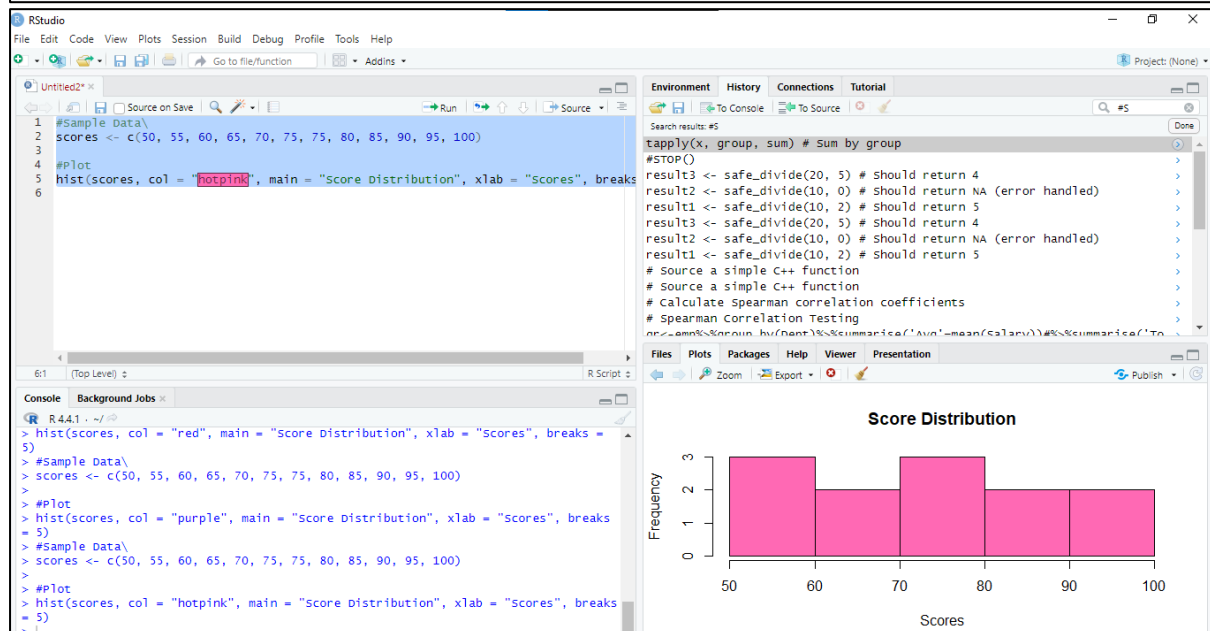 RStudio
File Edit Code View Plots Session Build Debug Profile Tools Help
Go to file/function Addins Project: (None)
Untitled2*
Source on Save Run Source
1 #Sample Data\
2 scores <- c(50, 55, 60, 65, 70, 75, 75, 80, 85, 90, 95, 100)
3
4 #Plot
5 hist(scores, col = "hotpink", main = "Score Distribution", xlab = "Scores", breaks
6
6:1 (Top Level) R Script
Console Background Jobs
R 4.4.1 · ~/
> hist(scores, col = "red", main = "Score Distribution", xlab = "Scores", breaks =
5)
> #Sample Data\
> scores <- c(50, 55, 60, 65, 70, 75, 75, 80, 85, 90, 95, 100)
>
> #Plot
> hist(scores, col = "purple", main = "Score Distribution", xlab = "Scores", breaks
= 5)
> #Sample Data\
> scores <- c(50, 55, 60, 65, 70, 75, 75, 80, 85, 90, 95, 100)
>
> #Plot
> hist(scores, col = "hotpink", main = "Score Distribution", xlab = "Scores", breaks
= 5)
>
Environment History Connections Tutorial
To Console To Source #S
Search results: #S Done
tapply(x, group, sum) # Sum by group
#STOP()
result3 <- safe_divide(20, 5) # Should return 4
result2 <- safe_divide(10, 0) # Should return NA (error handled)
result1 <- safe_divide(10, 2) # Should return 5
result3 <- safe_divide(20, 5) # Should return 4
result2 <- safe_divide(10, 0) # Should return NA (error handled)
result1 <- safe_divide(10, 2) # Should return 5
# Source a simple C++ function
# Source a simple C++ function
# Calculate Spearman correlation coefficients
# Spearman Correlation Testing
gr<-emp%>%group_by(Dept)%>%summarise('Avg'=mean(Salary))#%>%summarise('To
Files Plots Packages Help Viewer Presentation
Zoom Export Publish
Score Distribution
Frequency
3
2
1
0
50 60 70 80 90 100
Scores